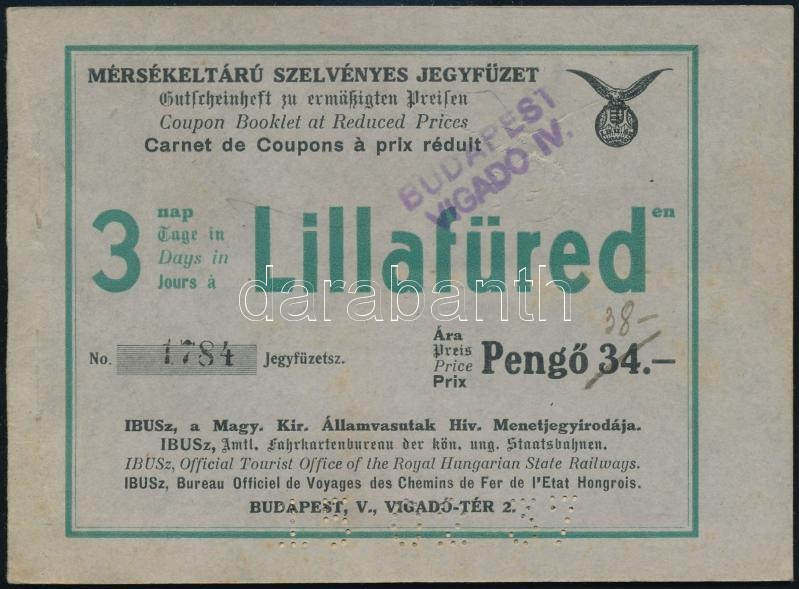 MÉRSÉKELTÁRÚ SZELVÉNYES JEGYFÜZET
Gutscheinheft zu ermäßigten Preisen
Coupon Booklet at Reduced Prices
Carnet de Coupons à prix réduit
BUDAPEST
VIGADÓ IV.
3 nap Lillafüred en
Tage in
Days in
Jours à
darabanth
38-
No. 1784 Jegyfüzetsz.
Ára
Preis
Price
Prix
Pengő 34.—
IBUSz, a Magy. Kir. Államvasutak Hiv. Menetjegyirodája.
IBUSz, Amtl. Fahrkartenbureau der kön. ung. Staatsbahnen.
IBUSz, Official Tourist Office of the Royal Hungarian State Railways.
IBUSz, Bureau Officiel de Voyages des Chemins de Fer de l'Etat Hongrois.
BUDAPEST, V., VIGADÓ-TÉR 2.